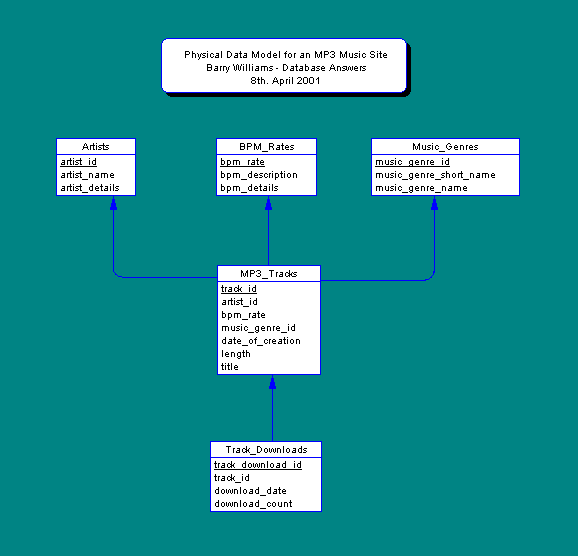 Physical Data Model for an MP3 Music Site
Barry Williams - Database Answers
8th. April 2001
Artists
artist_id
artist_name
artist_details
BPM_Rates
bpm_rate
bpm_description
bpm_details
Music_Genres
music_genre_id
music_genre_short_name
music_genre_name
MP3_Tracks
track_id
artist_id
bpm_rate
music_genre_id
date_of_creation
length
title
Track_Downloads
track_download_id
track_id
download_date
download_count